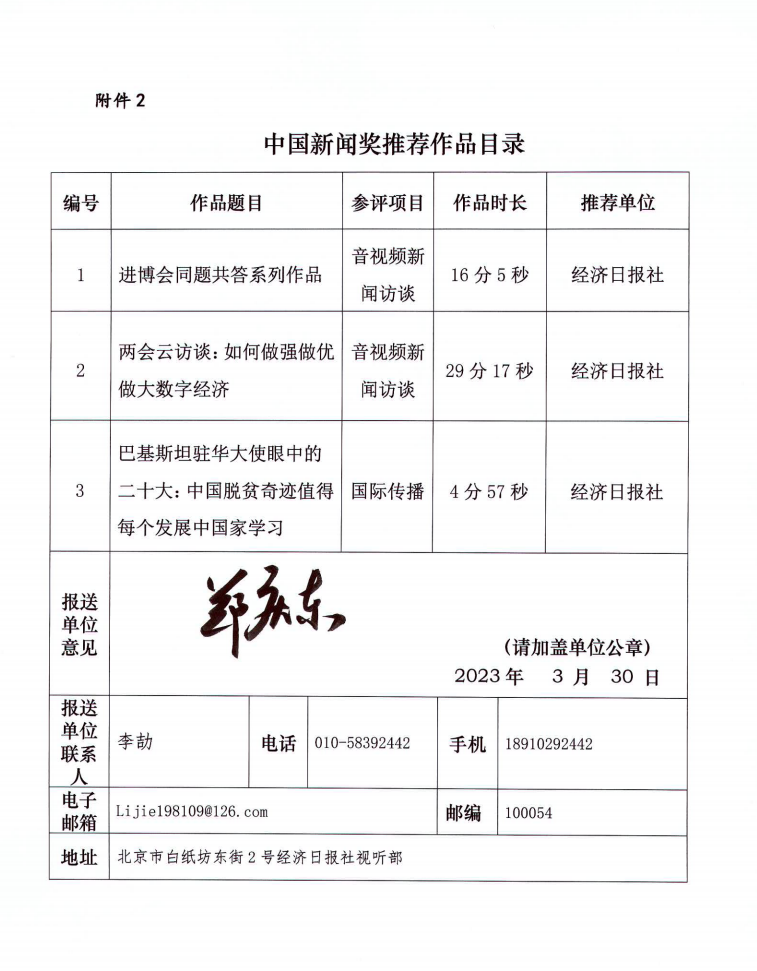 附件2
中国新闻奖推荐作品目录
编号 作品题目 参评项目 作品时长 推荐单位
1 进博会同题共答系列作品 音视频新 16分5秒 经济日报社
闻访谈
2 两会云访谈：如何做强做优 音视频新 29分17秒 经济日报社
做大数字经济 闻访谈
巴基斯坦驻华大使眼中的
3 二十大：中国脱贫奇迹值得 国际传播 4分57秒 经济日报社
每个发展中国家学习
报送
单位
意见
郑庆东
（请加盖单位公章）
2023年 3月 30日
报送
单位
联系
人
李劼 电话 010-58392442 手机 18910292442
电子
邮箱
Lijie198109@126.com 邮编 100054
地址 北京市白纸坊东街2号经济日报社视听部